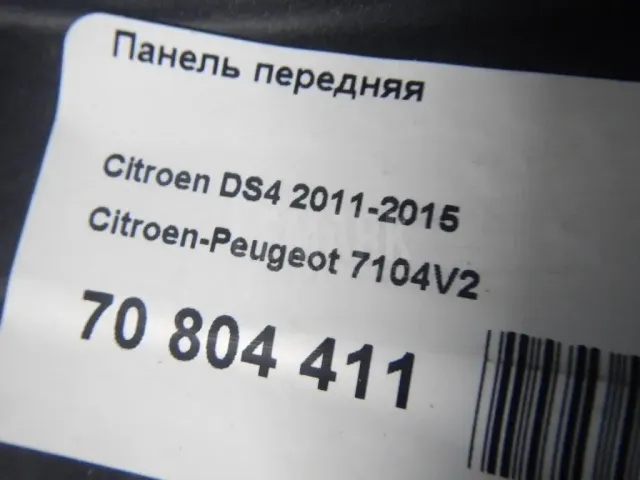 Панель передняя
Citroen DS4 2011-2015
Citroen-Peugeot 7104V2
70 804 411